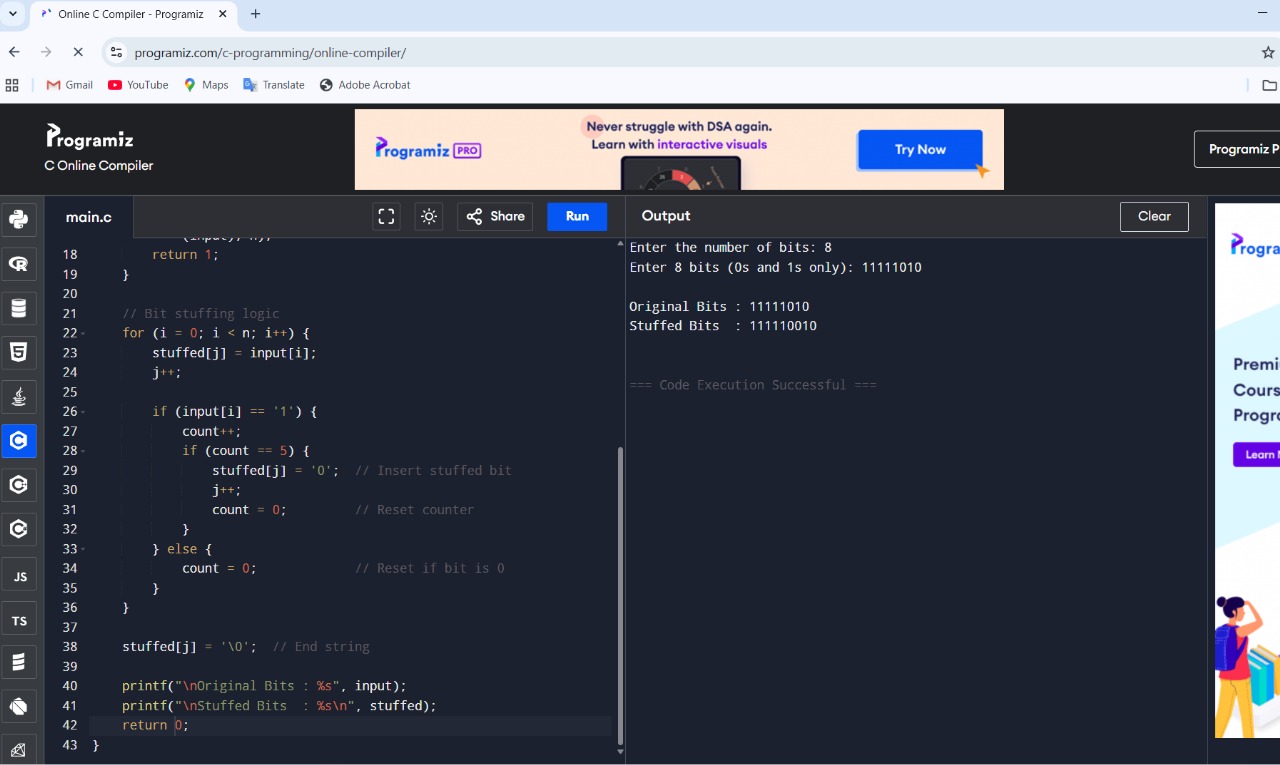 Online C Compiler - Programiz
programiz.com/c-programming/online-compiler/
Gmail
YouTube
Maps
Translate
Adobe Acrobat
Programiz
C Online Compiler
Programiz PRO
Never struggle with DSA again.
Learn with interactive visuals
Try Now
Programiz P
main.c
Share
Run
Output
Clear
18 return 1;
19 }
20
21 // Bit stuffing logic
22 for (i = 0; i < n; i++) {
23 stuffed[j] = input[i];
24 j++;
25
26 if (input[i] == '1') {
27 count++;
28 if (count == 5) {
29 stuffed[j] = '0'; // Insert stuffed bit
30 j++;
31 count = 0; // Reset counter
32 }
33 } else {
34 count = 0; // Reset if bit is 0
35 }
36 }
37
38 stuffed[j] = '\0'; // End string
39
40 printf("\nOriginal Bits : %s", input);
41 printf("\nStuffed Bits  : %s\n", stuffed);
42 return 0;
43 }
Enter the number of bits: 8
Enter 8 bits (0s and 1s only): 11111010
Original Bits : 11111010
Stuffed Bits  : 111110010
=== Code Execution Successful ===
JS
TS
Progra
Premi
Cours
Progr
Learn